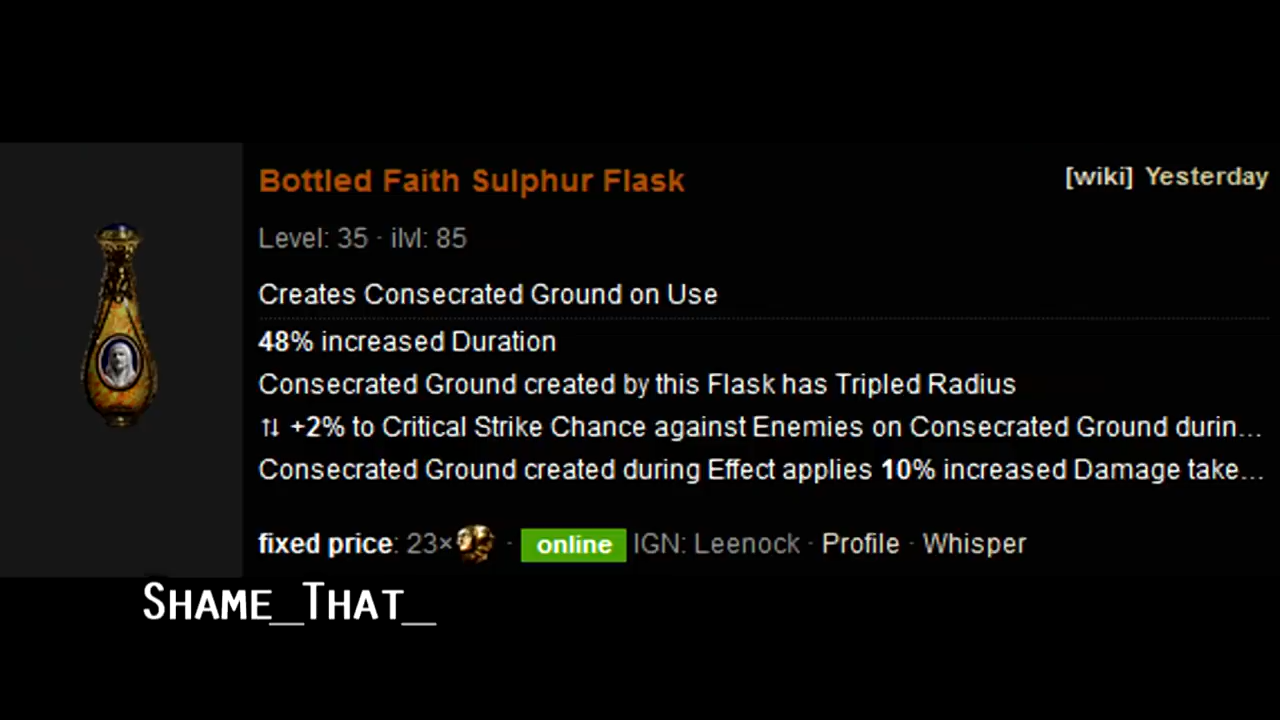 Bottled Faith Sulphur Flask
[wiki] Yesterday
Level: 35 · ilvl: 85
Creates Consecrated Ground on Use
48% increased Duration
Consecrated Ground created by this Flask has Tripled Radius
⇅ +2% to Critical Strike Chance against Enemies on Consecrated Ground durin...
Consecrated Ground created during Effect applies 10% increased Damage take...
fixed price: 23× · online IGN: Leenock · Profile · Whisper
Shame_That_